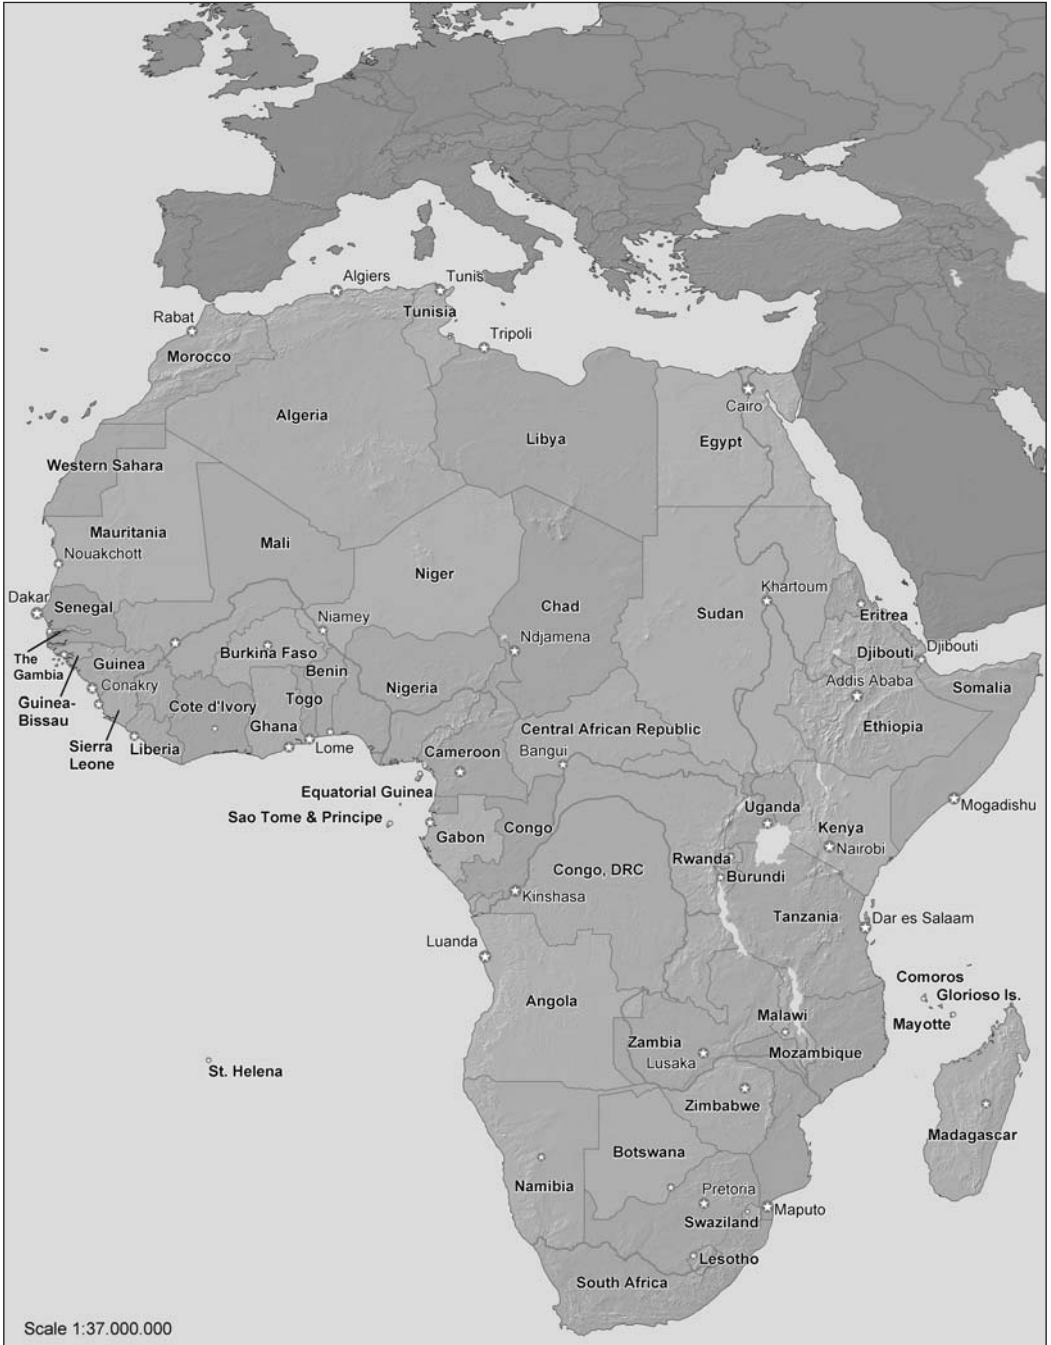 Algiers
Tunis
Tunisia
Rabat
Tripoli
Morocco
Cairo
Algeria
Libya
Egypt
Western Sahara
Mauritania
Mali
Nouakchott
Niger
Khartoum
Dakar
Senegal
Chad
Sudan
Niamey
Eritrea
Ndjamena
Djibouti
Djibouti
The
Gambia
Guinea
Burkina Faso
Benin
Addis Ababa
Conakry
Nigeria
Somalia
Guinea-
Bissau
Cote d'Ivory
Togo
Ghana
Ethiopia
Central African Republic
Sierra
Leone
Liberia
Lome
Cameroon
Bangui
Equatorial Guinea
Uganda
Mogadishu
Sao Tome & Principe
Gabon
Congo
Kenya
Nairobi
Rwanda
Congo, DRC
Burundi
Kinshasa
Tanzania
Dar es Salaam
Luanda
Comoros
Glorioso Is.
Angola
Malawi
Mayotte
Zambia
Mozambique
Lusaka
St. Helena
Zimbabwe
Madagascar
Botswana
Namibia
Pretoria
Maputo
Swaziland
Lesotho
South Africa
Scale 1:37.000.000